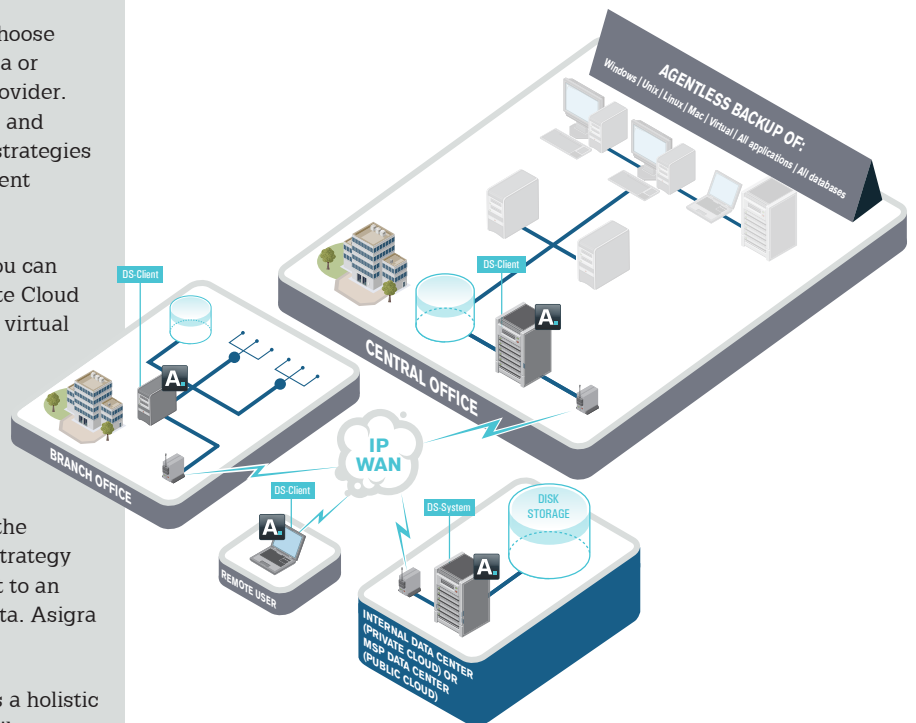 hoose
a or
ovider.
and
strategies
ent
ou can
te Cloud
virtual
the
trategy
t to an
ta. Asigra
s a holistic
AGENTLESS BACKUP OF:
Windows | Unix | Linux | Mac | Virtual | All applications | All databases
DS-Client
A.
CENTRAL OFFICE
DS-Client
A.
BRANCH OFFICE
IP
WAN
DS-Client
A.
REMOTE USER
DS-System
A.
DISK
STORAGE
INTERNAL DATA CENTER
(PRIVATE CLOUD) OR
MSP DATA CENTER
(PUBLIC CLOUD)